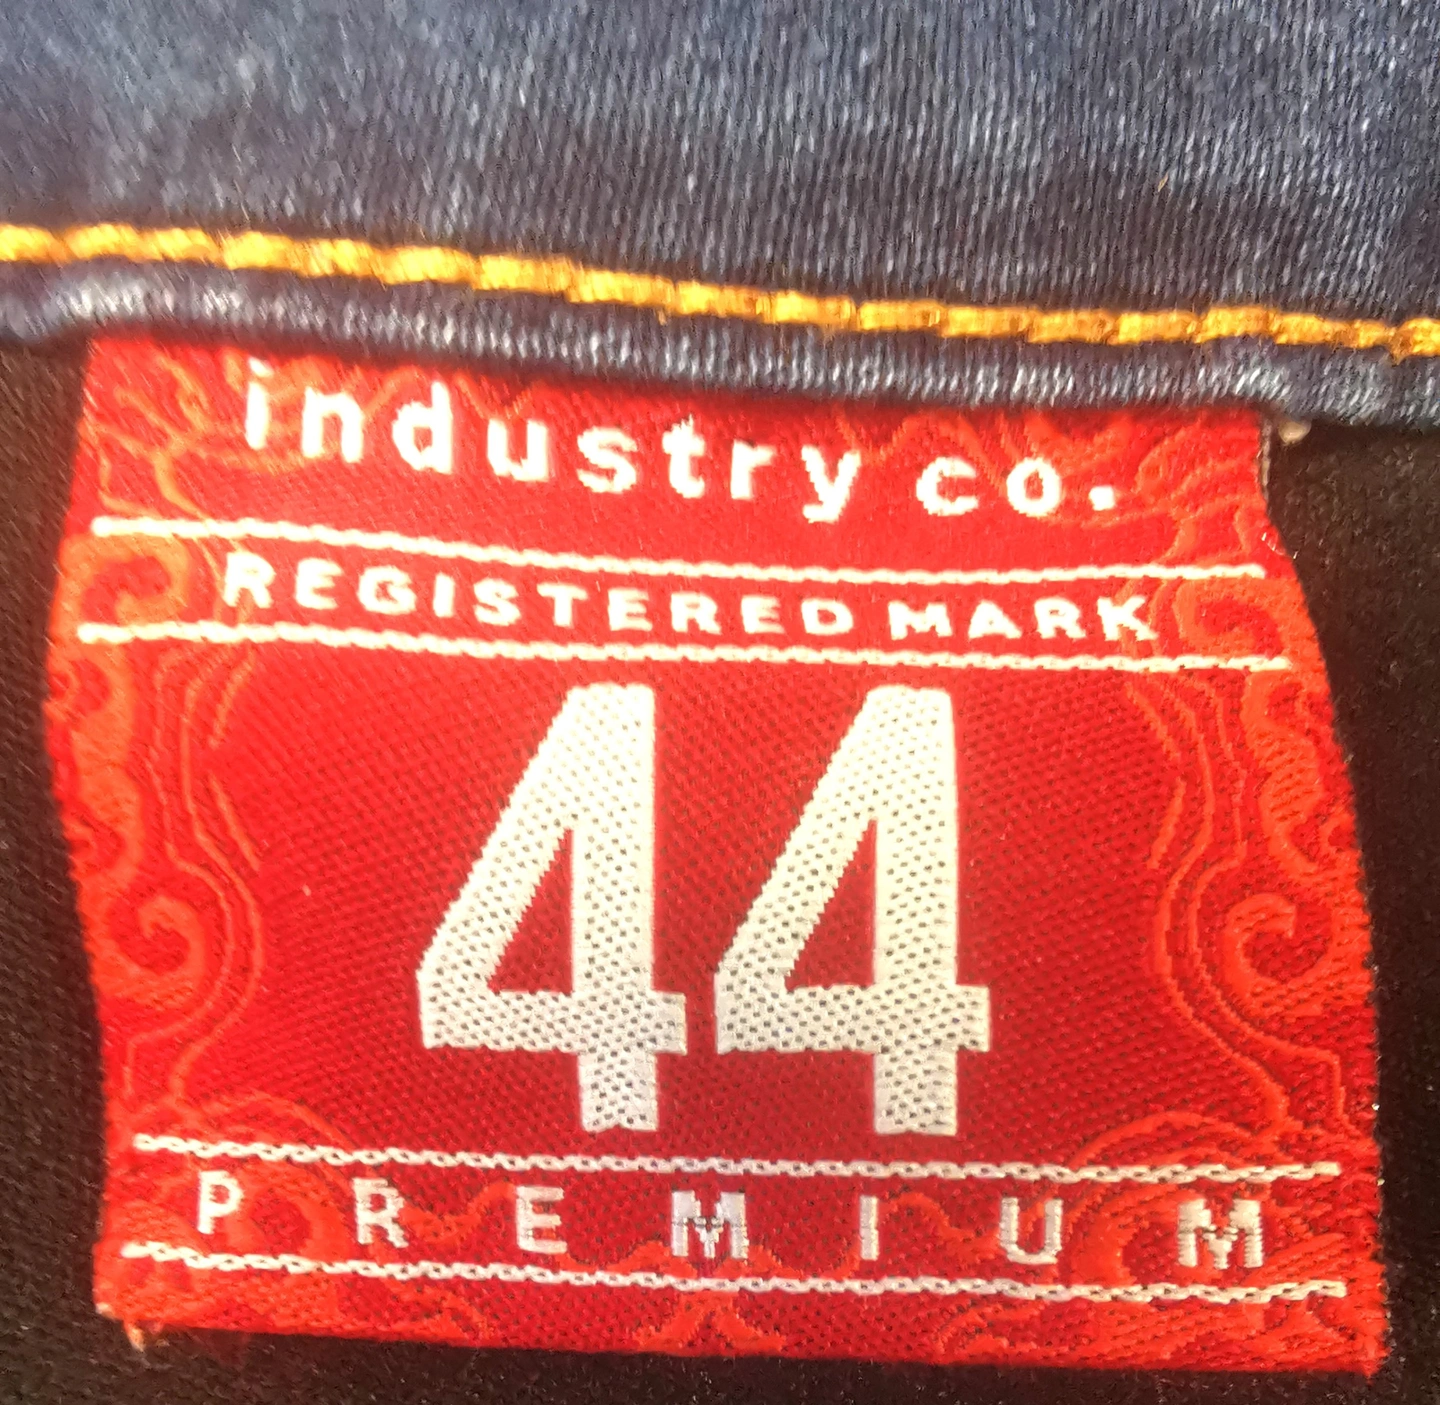 industry co.
REGISTERED MARK
44
PREMIUM